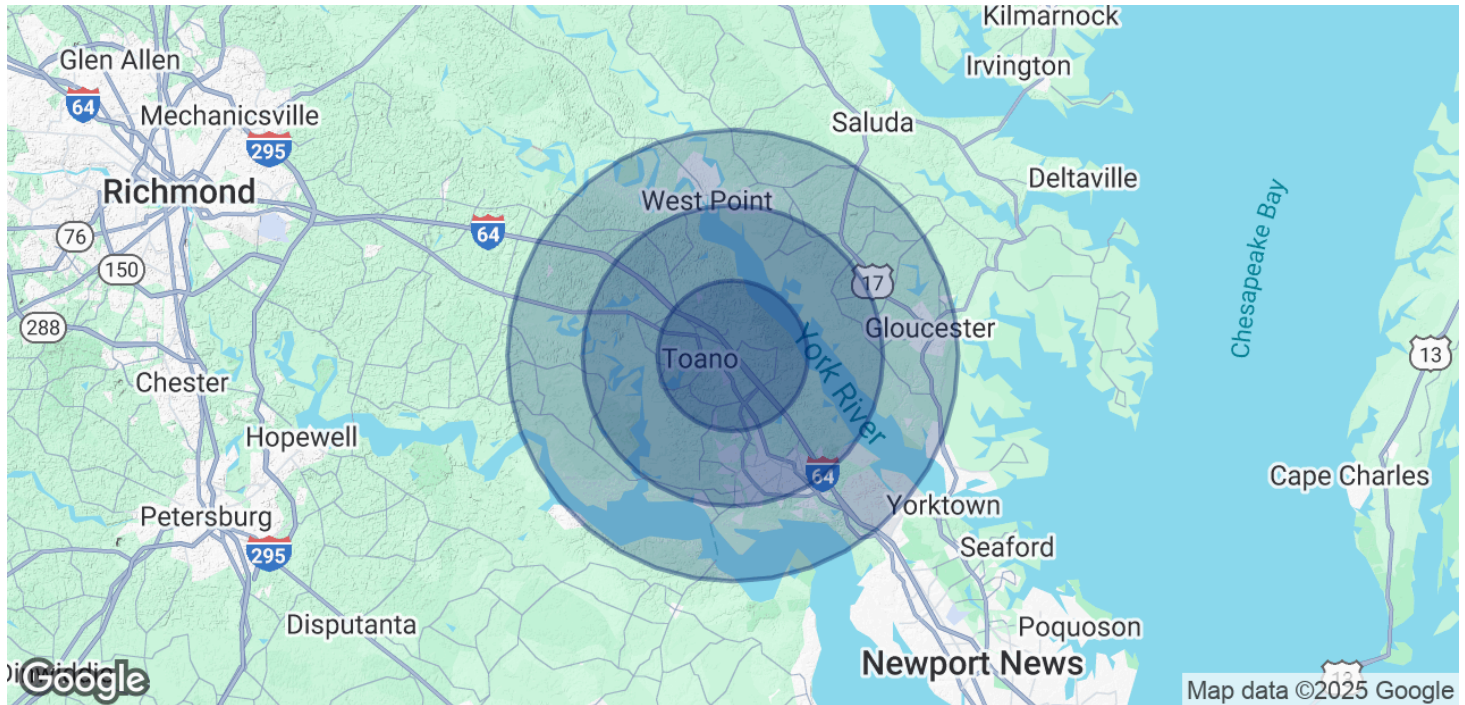 Kilmarnock
Glen Allen
Irvington
64
Mechanicsville
Saluda
295
Richmond
Deltaville
West Point
64
76
150
17
Chesapeake Bay
288
Gloucester
13
Toano
York River
Chester
Hopewell
64
Cape Charles
Petersburg
Yorktown
295
Seaford
Disputanta
Poquoson
Newport News
Google
13
Map data ©2025 Google